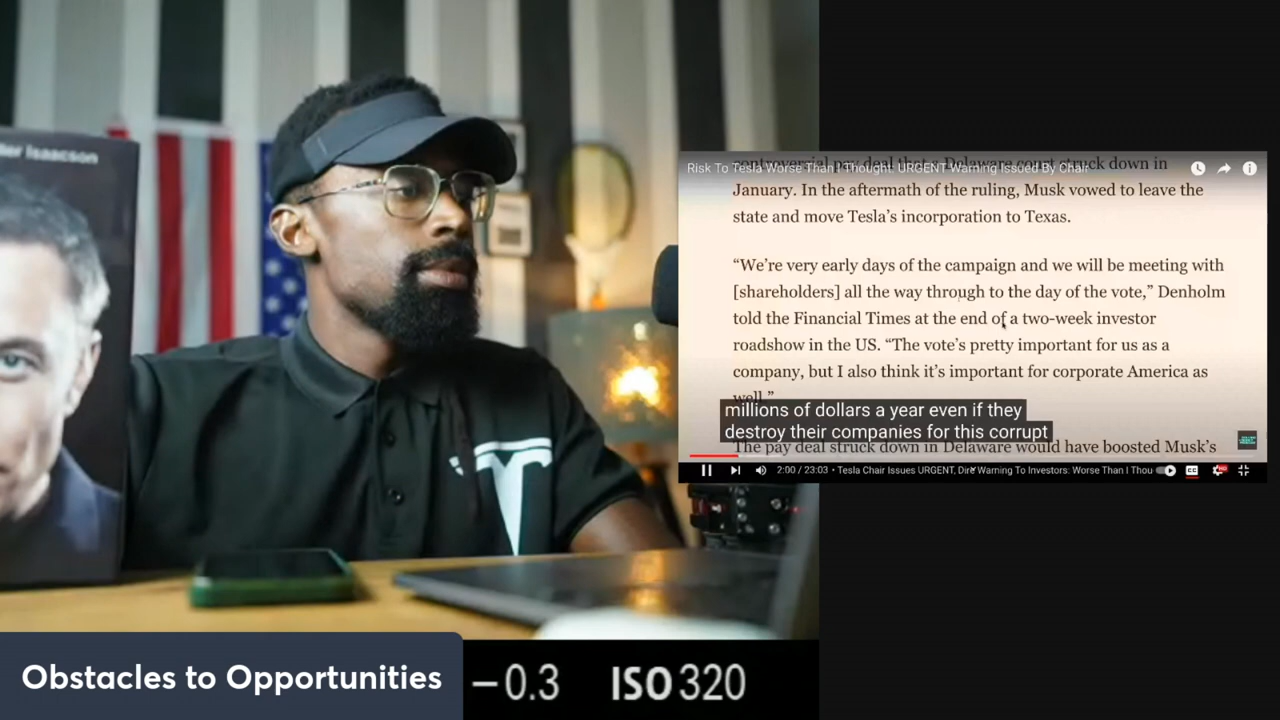 ter Isaacson
controversial pay deal that a Delaware court struck down in
Risk To Tesla Worse Than I Thought: URGENT Warning Issued By Chair
January. In the aftermath of the ruling, Musk vowed to leave the
state and move Tesla’s incorporation to Texas.
“We’re very early days of the campaign and we will be meeting with
[shareholders] all the way through to the day of the vote,” Denholm
told the Financial Times at the end of a two-week investor
roadshow in the US. “The vote’s pretty important for us as a
company, but I also think it’s important for corporate America as
well.”
millions of dollars a year even if they
destroy their companies for this corrupt
The pay deal struck down in Delaware would have boosted Musk’s
2:00 / 23:03 • Tesla Chair Issues URGENT, Dire Warning To Investors: Worse Than I Thou
CC
HD
Obstacles to Opportunities
–0.3 ISO 320